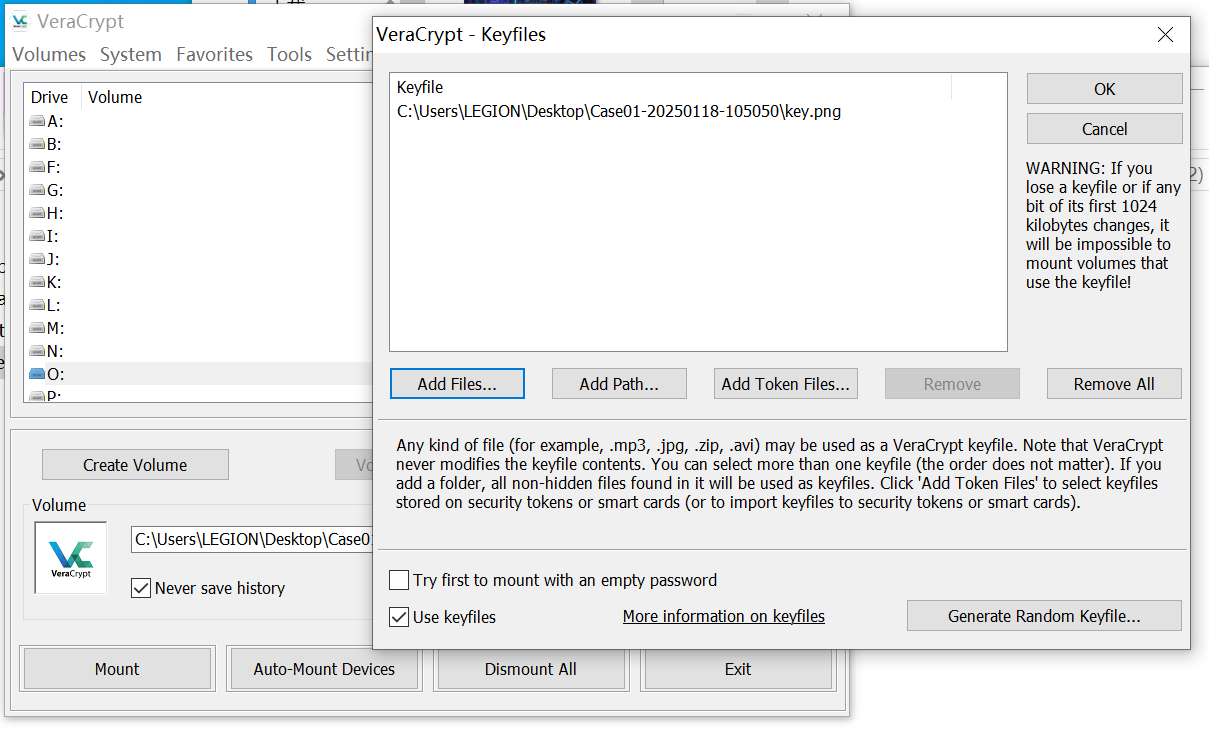 VeraCrypt
Volumes System Favorites Tools
Drive Volume
A:
B:
F:
G:
H:
I:
J:
K:
L:
M:
N:
O:
P:
Create Volume
Volume
VeraCrypt
C:\Users\LEGION\Desktop\Case01
Never save history
Mount
Auto-Mount Devices
Dismount All
Exit
VeraCrypt - Keyfiles
Keyfile
C:\Users\LEGION\Desktop\Case01-20250118-105050\key.png
OK
Cancel
WARNING: If you
lose a keyfile or if any
bit of its first 1024
kilobytes changes, it
will be impossible to
mount volumes that
use the keyfile!
Add Files...
Add Path...
Add Token Files...
Remove
Remove All
Any kind of file (for example, .mp3, .jpg, .zip, .avi) may be used as a VeraCrypt keyfile. Note that VeraCrypt
never modifies the keyfile contents. You can select more than one keyfile (the order does not matter). If you
add a folder, all non-hidden files found in it will be used as keyfiles. Click 'Add Token Files' to select keyfiles
stored on security tokens or smart cards (or to import keyfiles to security tokens or smart cards).
Try first to mount with an empty password
Use keyfiles
More information on keyfiles
Generate Random Keyfile...